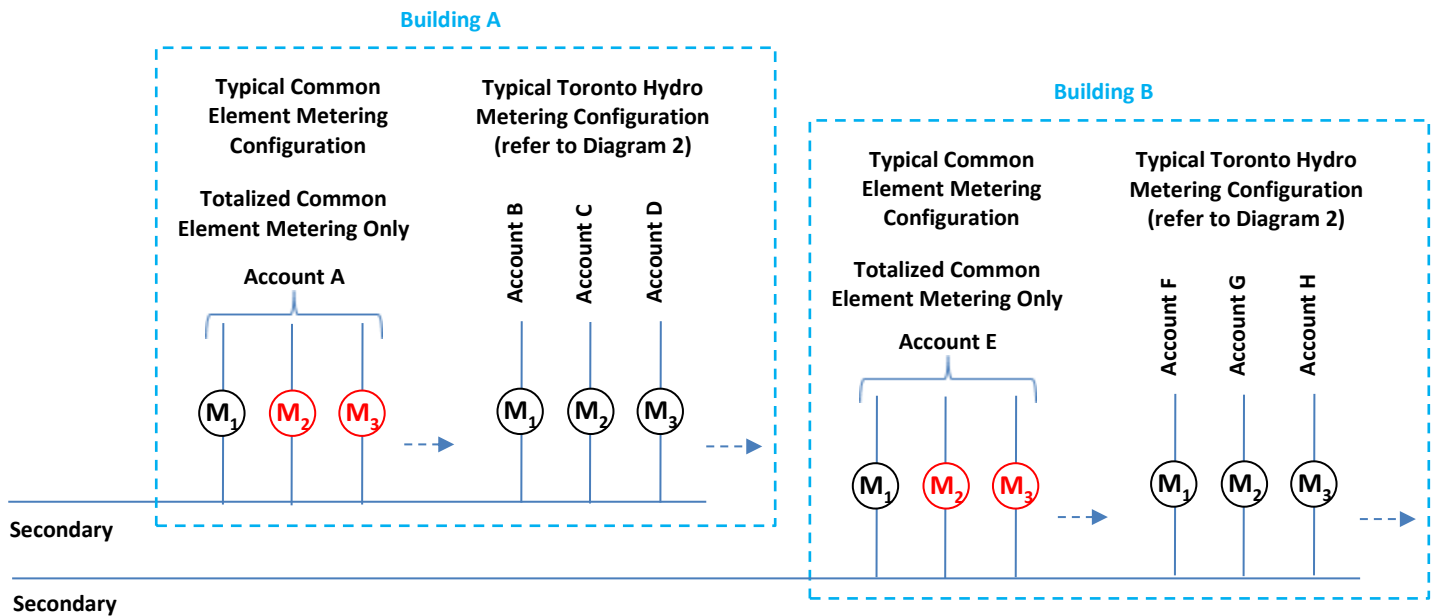 Building A
Typical Common
Element Metering
Configuration
Totalized Common
Element Metering Only
Account A
Typical Toronto Hydro
Metering Configuration
(refer to Diagram 2)
Account B
Account C
Account D
M1
M2
M3
M1
M2
M3
Secondary
Building B
Typical Common
Element Metering
Configuration
Totalized Common
Element Metering Only
Account E
Typical Toronto Hydro
Metering Configuration
(refer to Diagram 2)
Account F
Account G
Account H
M1
M2
M3
M1
M2
M3
Secondary